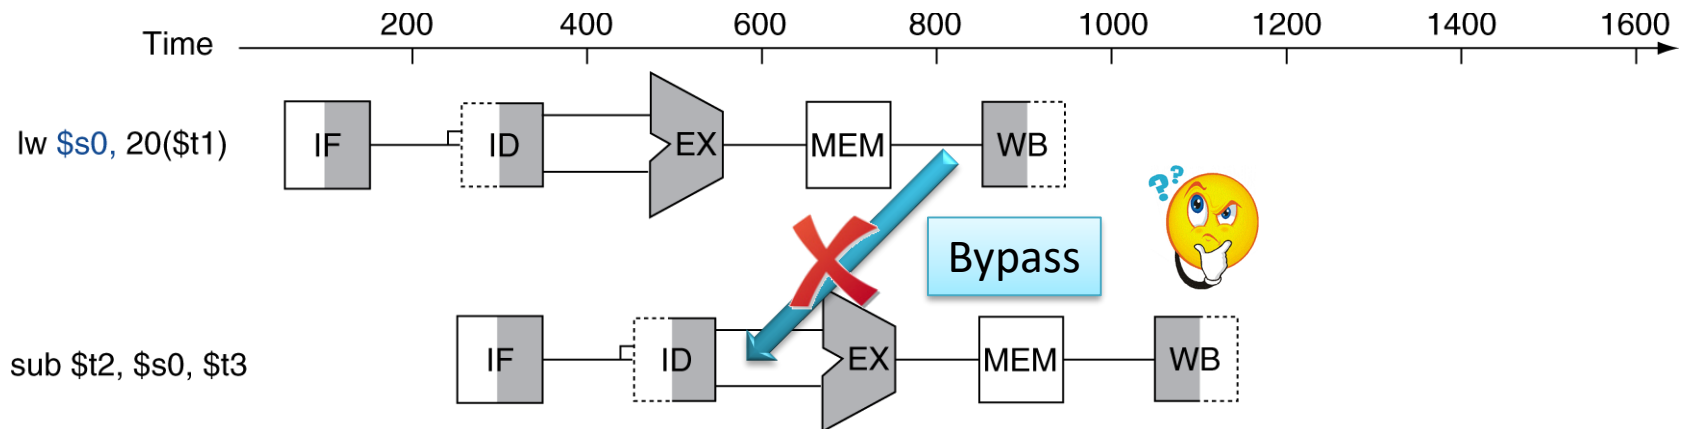 200 400 600 800 1000 1200 1400 1600
Time
lw $s0, 20($t1) IF ID EX MEM WB
? ?
?
Bypass
sub $t2, $s0, $t3 IF ID EX MEM WB